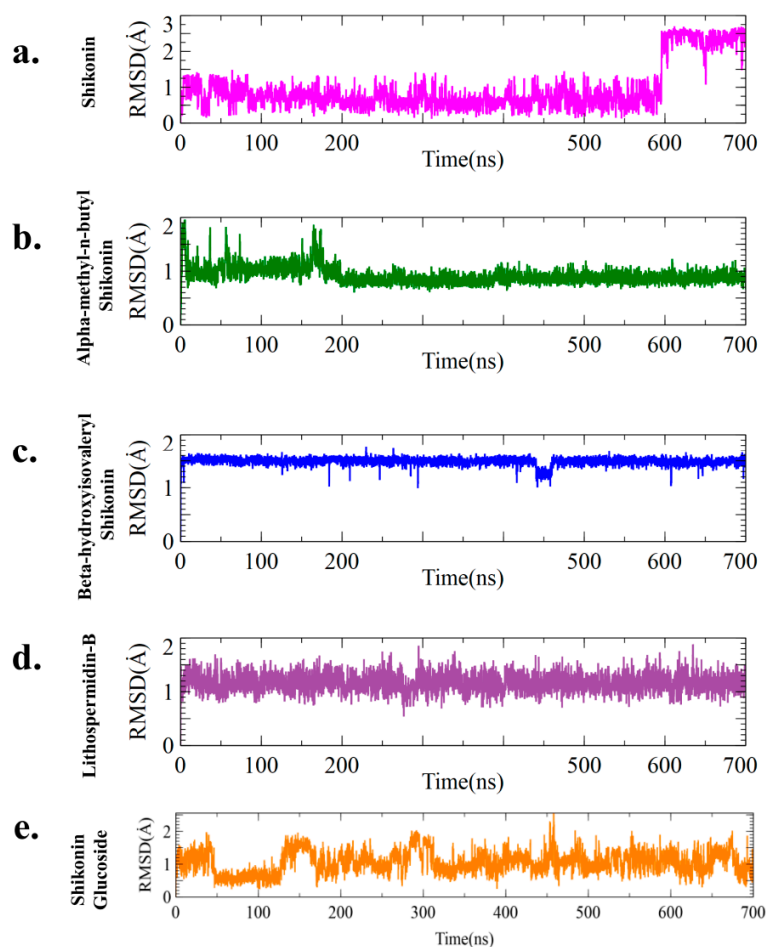 a.
Shikonin
RMSD(Å)
3
2
1
0
0 100 200 500 600 700
Time(ns)
b.
Alpha-methyl-n-butyl
Shikonin
RMSD(Å)
2
1
0
0 100 200 500 600 700
Time(ns)
c.
Beta-hydroxyisovaleryl
Shikonin
RMSD(Å)
2
1
0
0 100 200 500 600 700
Time(ns)
d.
Lithospermidin-B
RMSD(Å)
2
1
0
0 100 200 500 600 700
Time(ns)
e.
Shikonin
Glucoside
RMSD(Å)
2
1
0
0 100 200 300 400 500 600 700
Time(ns)